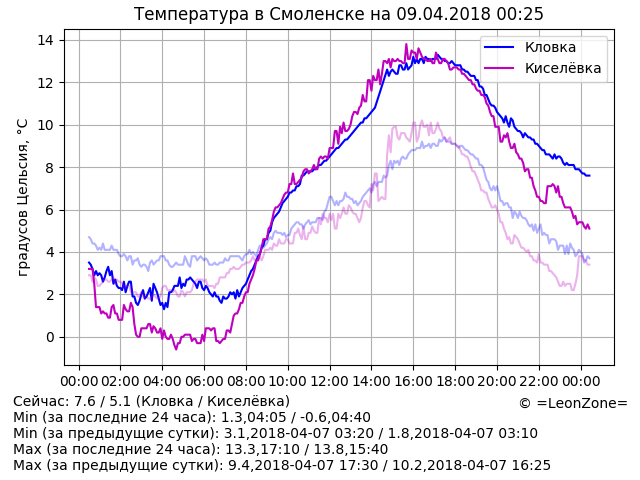 Температура в Смоленске на 09.04.2018 00:25
Кловка
Киселёвка
градусов Цельсия, °C
14
12
10
8
6
4
2
0
00:00 02:00 04:00 06:00 08:00 10:00 12:00 14:00 16:00 18:00 20:00 22:00 00:00
Сейчас: 7.6 / 5.1 (Кловка / Киселёвка)
© =LeonZone=
Min (за последние 24 часа): 1.3,04:05 / -0.6,04:40
Min (за предыдущие сутки): 3.1,2018-04-07 03:20 / 1.8,2018-04-07 03:10
Max (за последние 24 часа): 13.3,17:10 / 13.8,15:40
Max (за предыдущие сутки): 9.4,2018-04-07 17:30 / 10.2,2018-04-07 16:25